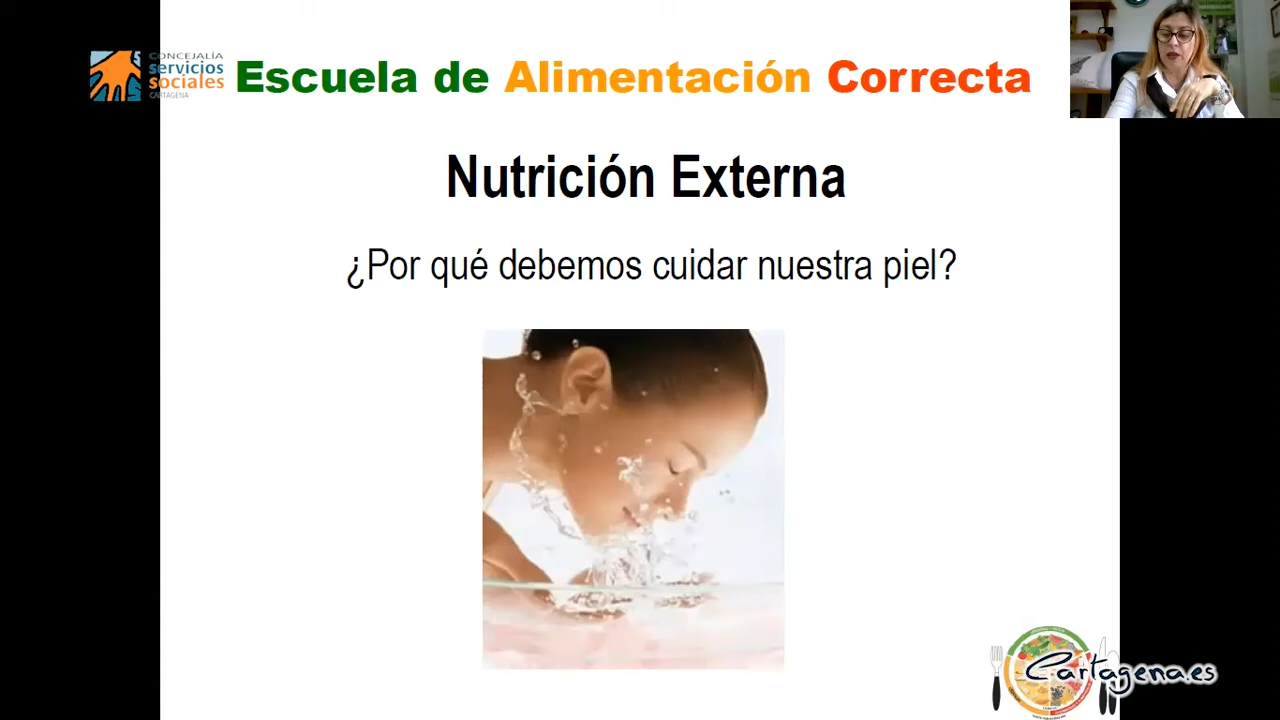 CONCEJALÍA
servicios
sociales
CARTAGENA
Escuela de Alimentación Correcta
Nutrición Externa
¿Por qué debemos cuidar nuestra piel?
Cartagena.es